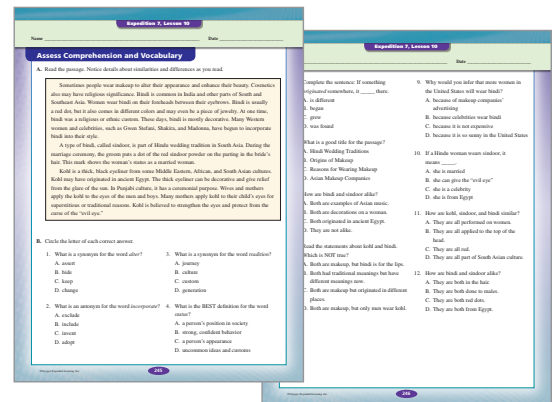 Expedition 7, Lesson 10
Name
Date
Assess Comprehension and Vocabulary
A. Read the passage. Notice details about similarities and differences as you read.
Sometimes people wear makeup to alter their appearance and enhance their beauty. Cosmetics
also may have religious significance. Bindi is common in India and other parts of South and
Southeast Asia. Women wear bindi on their foreheads between their eyebrows. Bindi is usually
a red dot, but it also comes in different colors and may even be a piece of jewelry. At one time,
bindi was a religious or ethnic custom. These days, bindi is mostly decorative. Many Western
women and celebrities, such as Gwen Stefani, Shakira, and Madonna, have begun to incorporate
bindi into their style.
A type of bindi, called sindoor, is part of Hindu wedding tradition in South Asia. During the
marriage ceremony, the groom puts a dot of the red sindoor powder on the parting in the bride's
hair. This mark shows the woman's status as a married woman.
Kohl is a thick, black eyeliner from some Middle Eastern, African, and South Asian cultures.
Kohl may have originated in ancient Egypt. The thick eyeliner can be decorative and give relief
from the glare of the sun. In Punjabi culture, it has a ceremonial purpose. Wives and mothers
apply the kohl to the eyes of the men and boys. Many mothers apply kohl to their child's eyes for
superstitious or traditional reasons. Kohl is believed to strengthen the eyes and protect from the
curse of the "evil eye."
B. Circle the letter of each correct answer.
1. What is a synonym for the word alter?
A. assert
B. hide
C. keep
D. change
2. What is an antonym for the word incorporate?
A. exclude
B. include
C. invent
D. adopt
3. What is a synonym for the word tradition?
A. journey
B. culture
C. custom
D. generation
4. What is the BEST definition for the word
status?
A. a person's position in society
B. strong, confident behavior
C. a person's appearance
D. uncommon ideas and customs
245
Expedition 7, Lesson 10
Date
Complete the sentence: If something
originated somewhere, it ____ there.
A. is different
B. began
C. grew
D. was found
What is a good title for the passage?
A. Hindi Wedding Traditions
B. Origins of Makeup
C. Reasons for Wearing Makeup
D. Asian Makeup Companies
How are bindi and sindoor alike?
A. Both are examples of Asian music.
B. Both are decorations on a woman.
C. Both originated in ancient Egypt.
D. They are not alike.
Read the statements about kohl and bindi.
Which is NOT true?
A. Both are makeup, but bindi is for the lips.
B. Both had traditional meanings but have
different meanings now.
C. Both are makeup but originated in different
places.
D. Both are makeup, but only men wear kohl.
9. Why would you infer that more women in
the United States will wear bindi?
A. because of makeup companies'
advertising
B. because celebrities wear bindi
C. because it is not expensive
D. because it is so sunny in the United States
10. If a Hindu woman wears sindoor, it
means ____.
A. she is married
B. she can give the "evil eye"
C. she is a celebrity
D. she is from Egypt
11. How are kohl, sindoor, and bindi similar?
A. They are all performed on women.
B. They are all applied to the top of the
head.
C. They are all red.
D. They are all part of South Asian culture.
12. How are bindi and sindoor alike?
A. They are both in the hair.
B. They are both done to males.
C. They are both red dots.
D. They are both from Egypt.
246